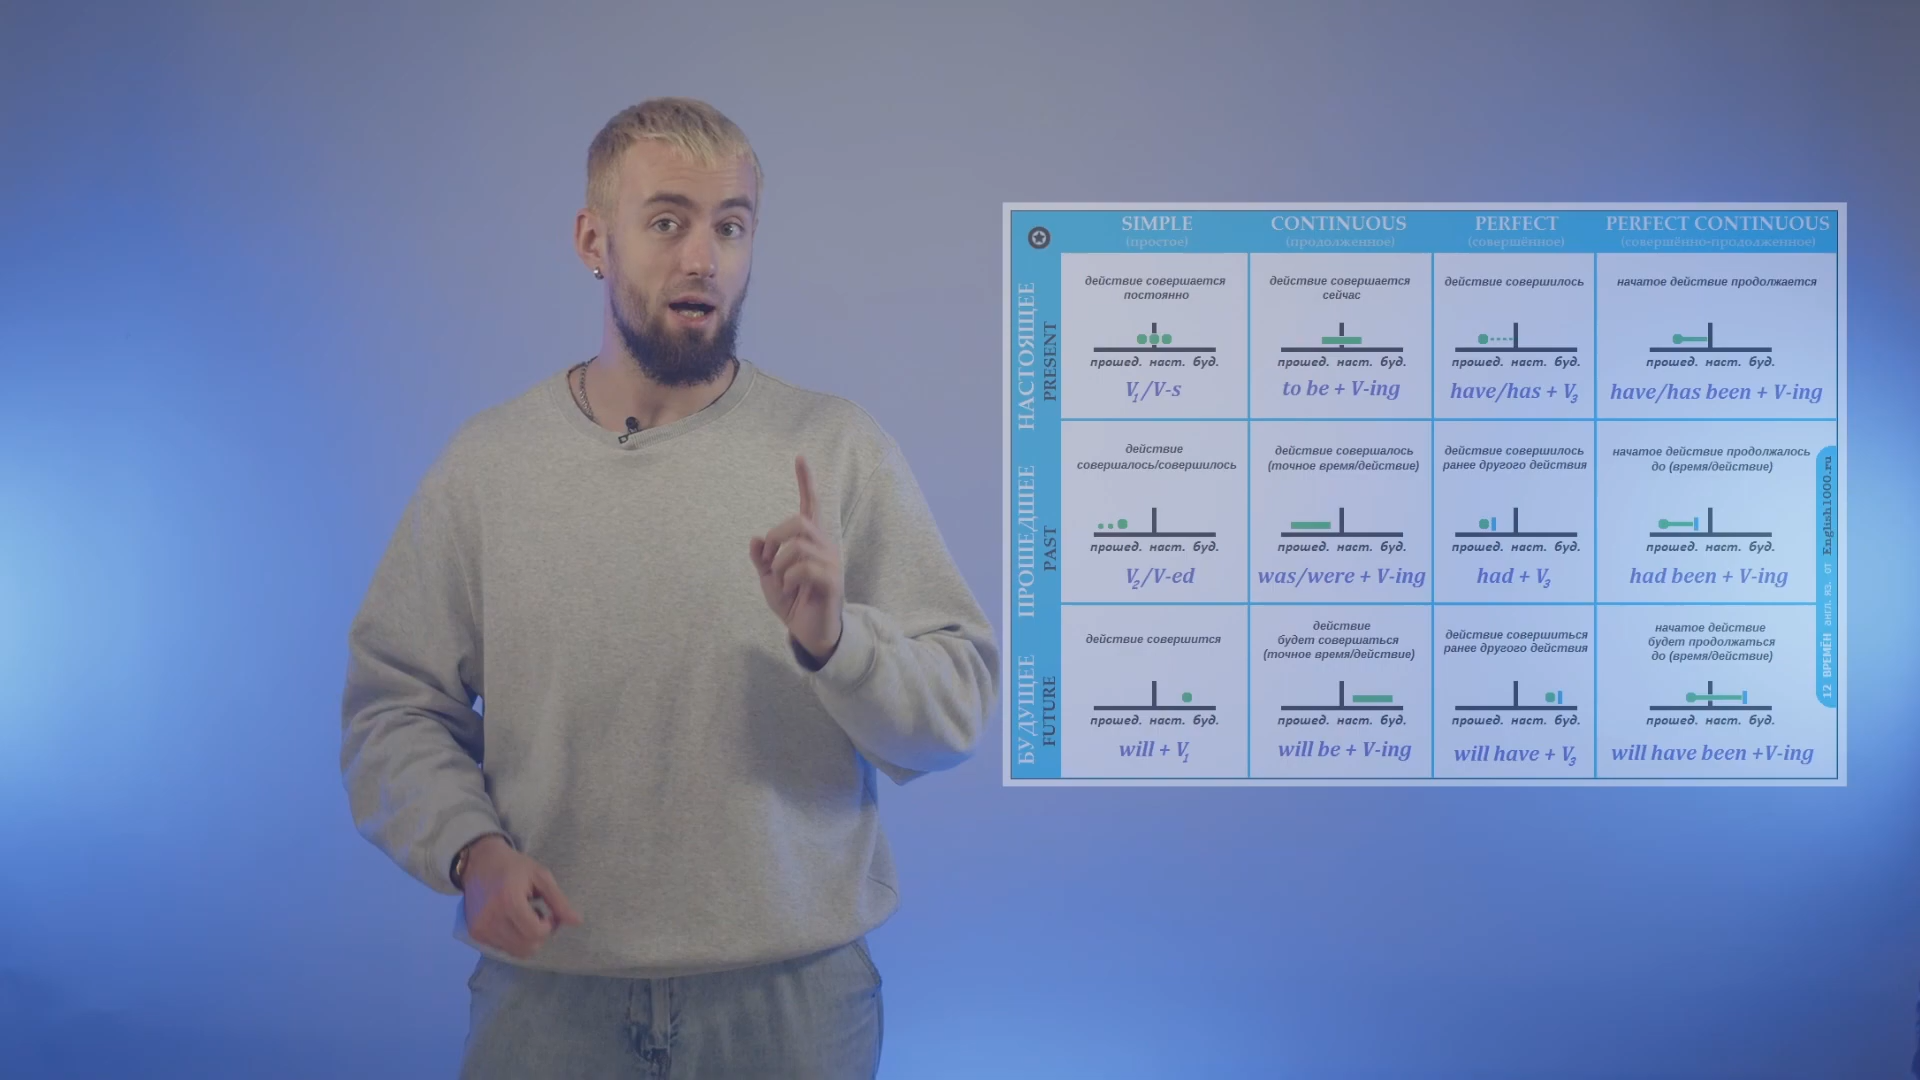 SIMPLE
(простое)
CONTINUOUS
(продолженное)
PERFECT
(совершённое)
PERFECT CONTINUOUS
(совершённо-продолженное)
НАСТОЯЩЕЕ
PRESENT
действие совершается
постоянно
прошед. наст. буд.
V1/V-s
действие совершается
сейчас
прошед. наст. буд.
to be + V-ing
действие совершилось
прошед. наст. буд.
have/has + V3
начатое действие продолжается
прошед. наст. буд.
have/has been + V-ing
ПРОШЕДШЕЕ
PAST
действие
совершалось/совершилось
прошед. наст. буд.
V2/V-ed
действие совершалось
(точное время/действие)
прошед. наст. буд.
was/were + V-ing
действие совершилось
ранее другого действия
прошед. наст. буд.
had + V3
начатое действие продолжалось
до (время/действие)
прошед. наст. буд.
had been + V-ing
БУДУЩЕЕ
FUTURE
действие совершится
прошед. наст. буд.
will + V1
действие
будет совершаться
(точное время/действие)
прошед. наст. буд.
will be + V-ing
действие совершиться
ранее другого действия
прошед. наст. буд.
will have + V3
начатое действие
будет продолжаться
до (время/действие)
прошед. наст. буд.
will have been +V-ing
12 ВРЕМЁН англ. яз. от English1000.ru